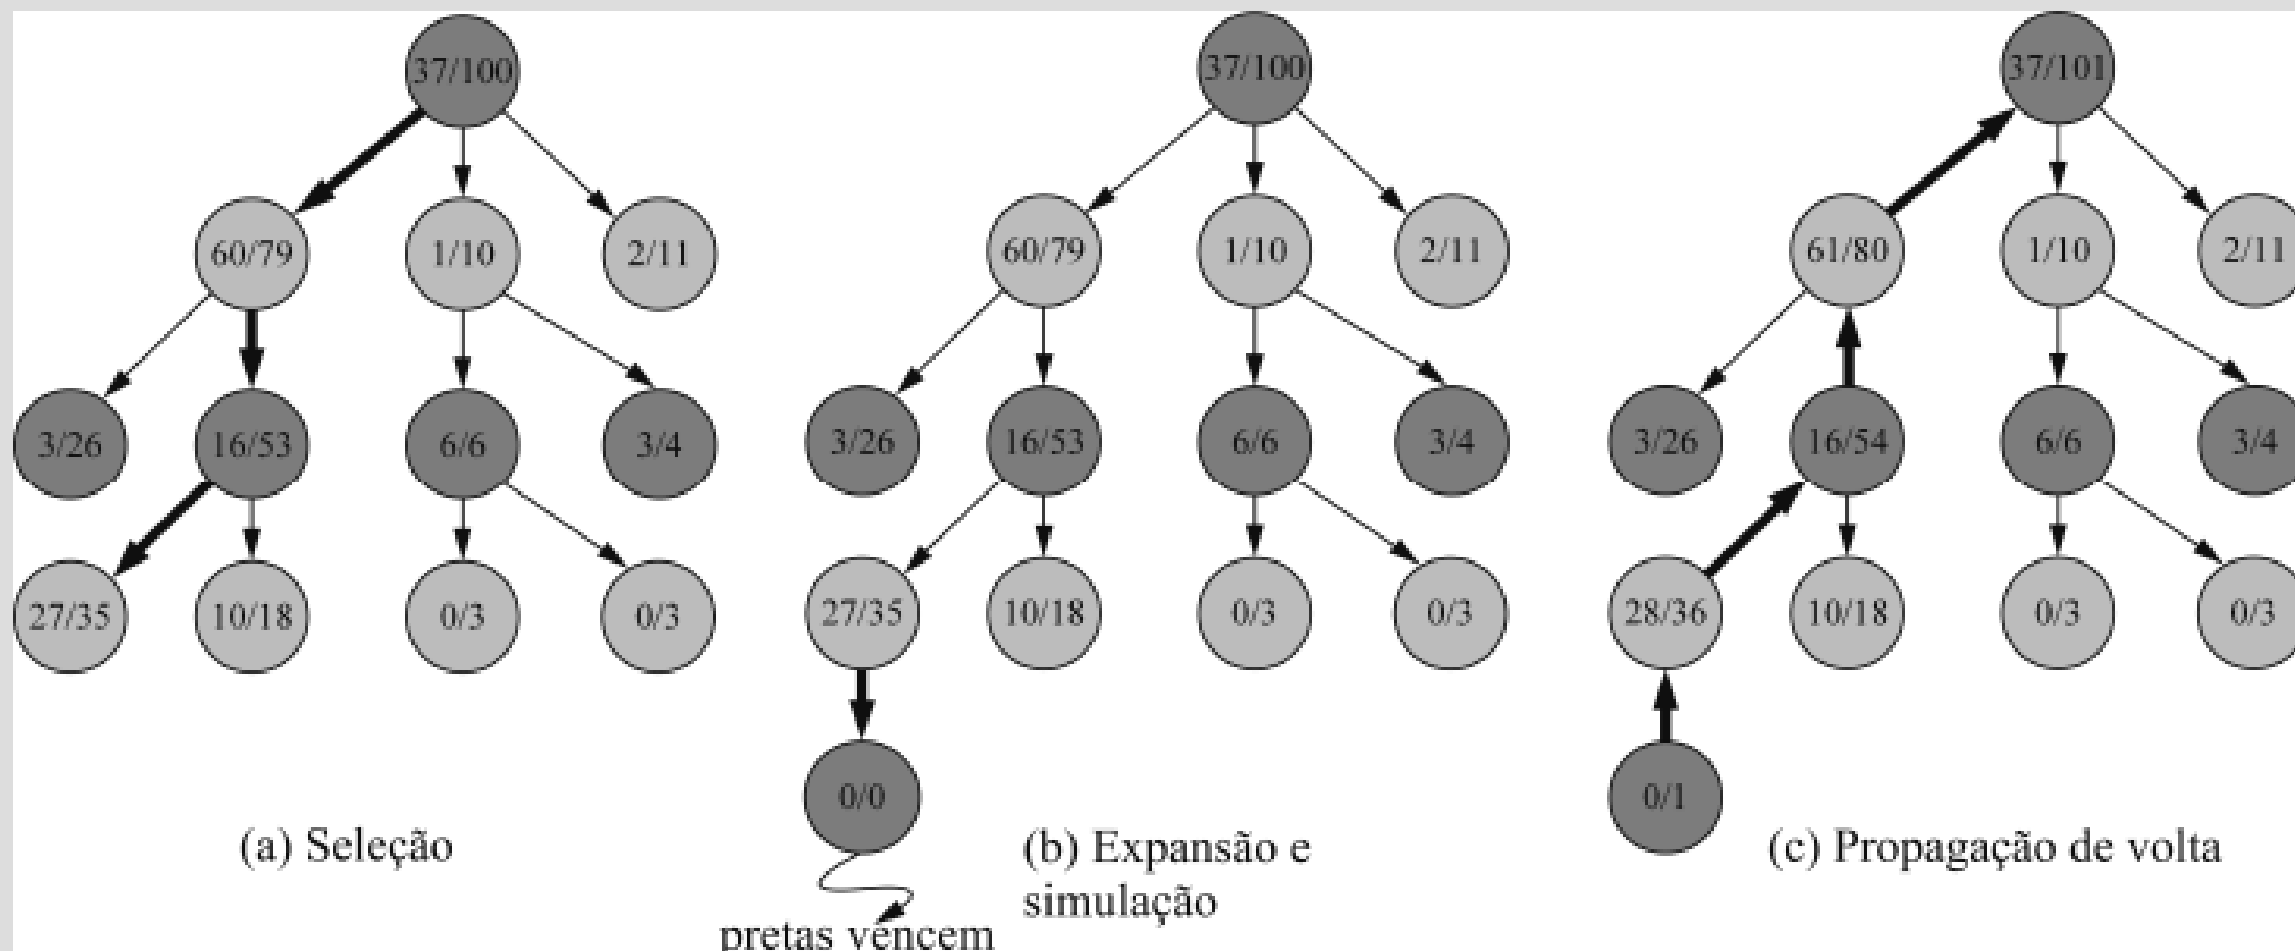 37/100
60/79 1/10 2/11
3/26 16/53 6/6 3/4
27/35 10/18 0/3 0/3
(a) Seleção
37/100
60/79 1/10 2/11
3/26 16/53 6/6 3/4
27/35 10/18 0/3 0/3
0/0
pretas vencem
(b) Expansão e
simulação
37/101
61/80 1/10 2/11
3/26 16/54 6/6 3/4
28/36 10/18 0/3 0/3
0/1
(c) Propagação de volta